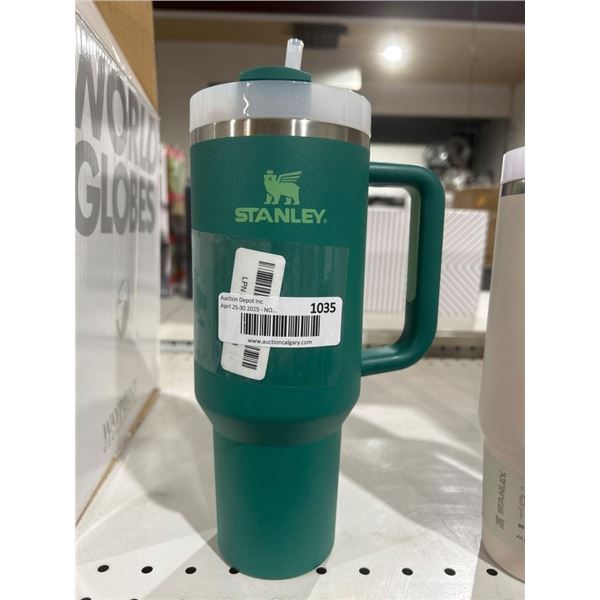 WORLD
GLOBES
STANLEY
LPN
Auction Depot Inc
April 25-30 2025 - NO...
1035
www.auctioncalgary.com
STANLEY